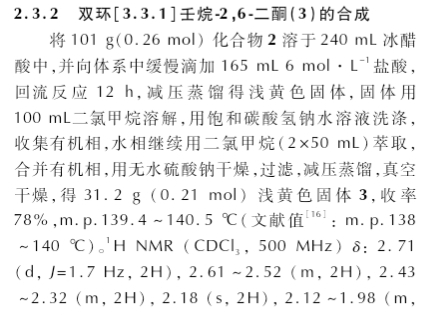 2.3.2 双环[3.3.1]壬烷-2,6-二酮(3)的合成
将 101 g(0.26 mol) 化合物 2 溶于 240 mL 冰醋
酸中,并向体系中缓慢滴加 165 mL 6 mol·L⁻¹盐酸,
回流反应 12 h,减压蒸馏得浅黄色固体,固体用
100 mL二氯甲烷溶解,用饱和碳酸氢钠水溶液洗涤,
收集有机相,水相继续用二氯甲烷(2×50 mL)萃取,
合并有机相,用无水硫酸钠干燥,过滤,减压蒸馏,真空
干燥,得 31.2 g (0.21 mol) 浅黄色固体 3,收率
78%,m.p.139.4 ~140.5 ℃(文献值[16]: m.p.138
~140 ℃)。¹H NMR (CDCl₃, 500 MHz) δ: 2.71
(d, J=1.7 Hz, 2H), 2.61 ~2.52 (m, 2H), 2.43
~2.32 (m, 2H), 2.18 (s, 2H), 2.12 ~1.98 (m,